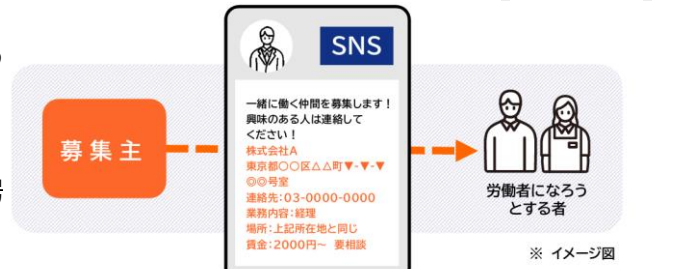 SNS
一緒に働く仲間を募集します！
興味のある人は連絡して
ください！
株式会社A
東京都〇〇区△△町▼-▼-▼
◎◎号室
連絡先：03-0000-0000
業務内容：経理
場所：上記所在地と同じ
賃金：2000円～ 要相談
募集主
労働者になろう
とする者
※ イメージ図